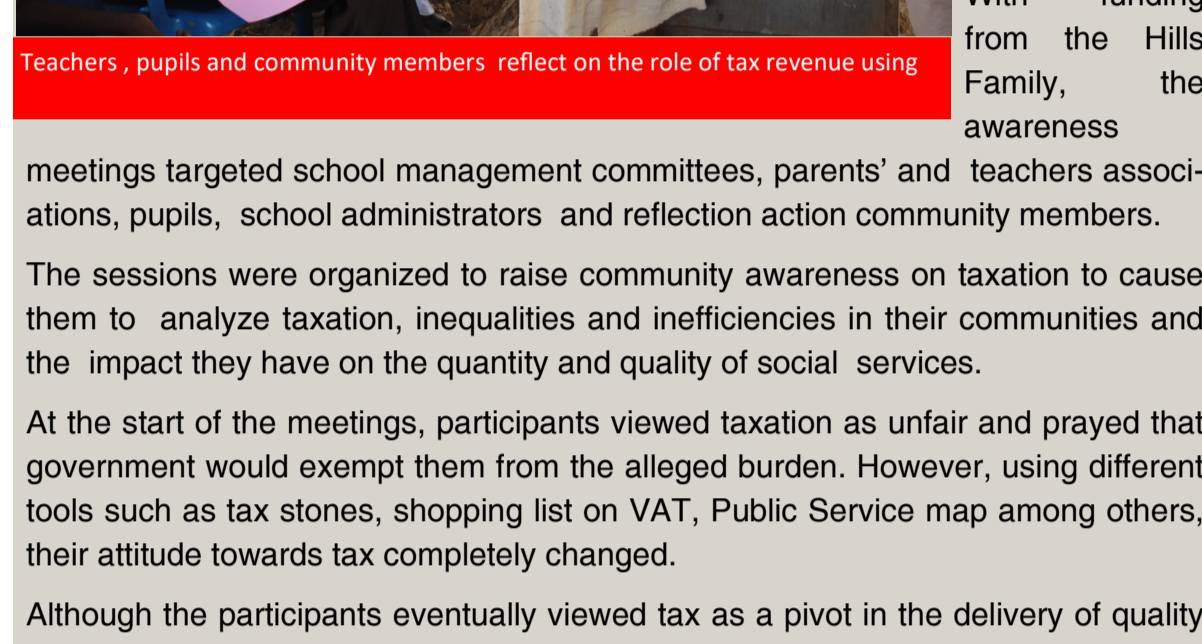 With funding
from the Hills
Family, the
awareness
Teachers , pupils and community members reflect on the role of tax revenue using
meetings targeted school management committees, parents’ and teachers associ-
ations, pupils, school administrators and reflection action community members.
The sessions were organized to raise community awareness on taxation to cause
them to analyze taxation, inequalities and inefficiencies in their communities and
the impact they have on the quantity and quality of social services.
At the start of the meetings, participants viewed taxation as unfair and prayed that
government would exempt them from the alleged burden. However, using different
tools such as tax stones, shopping list on VAT, Public Service map among others,
their attitude towards tax completely changed.
Although the participants eventually viewed tax as a pivot in the delivery of quality